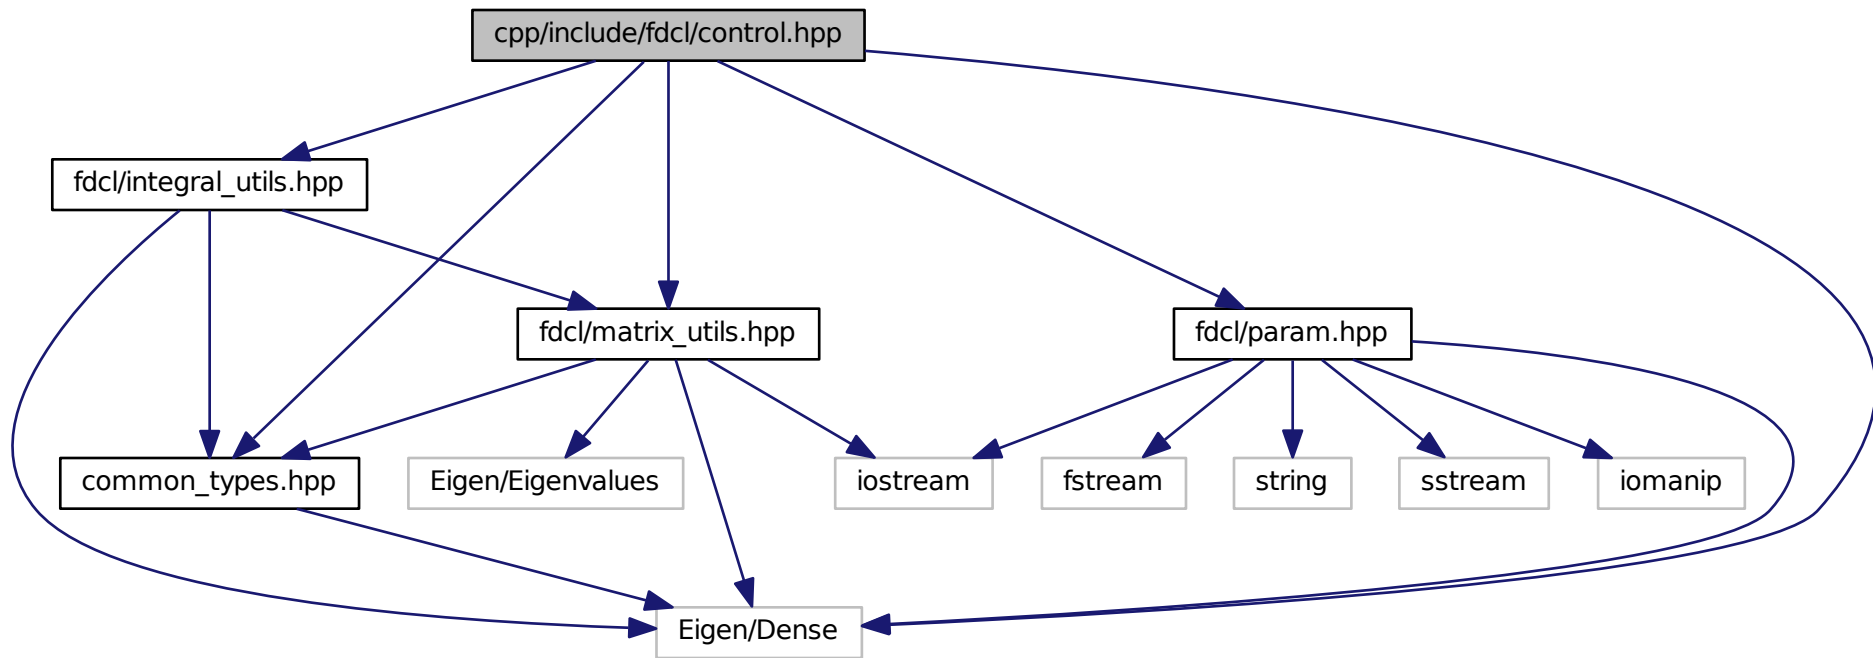 cpp/include/fdcl/control.hpp
fdcl/integral_utils.hpp
fdcl/matrix_utils.hpp
fdcl/param.hpp
common_types.hpp
Eigen/Eigenvalues
iostream
fstream
string
sstream
iomanip
Eigen/Dense